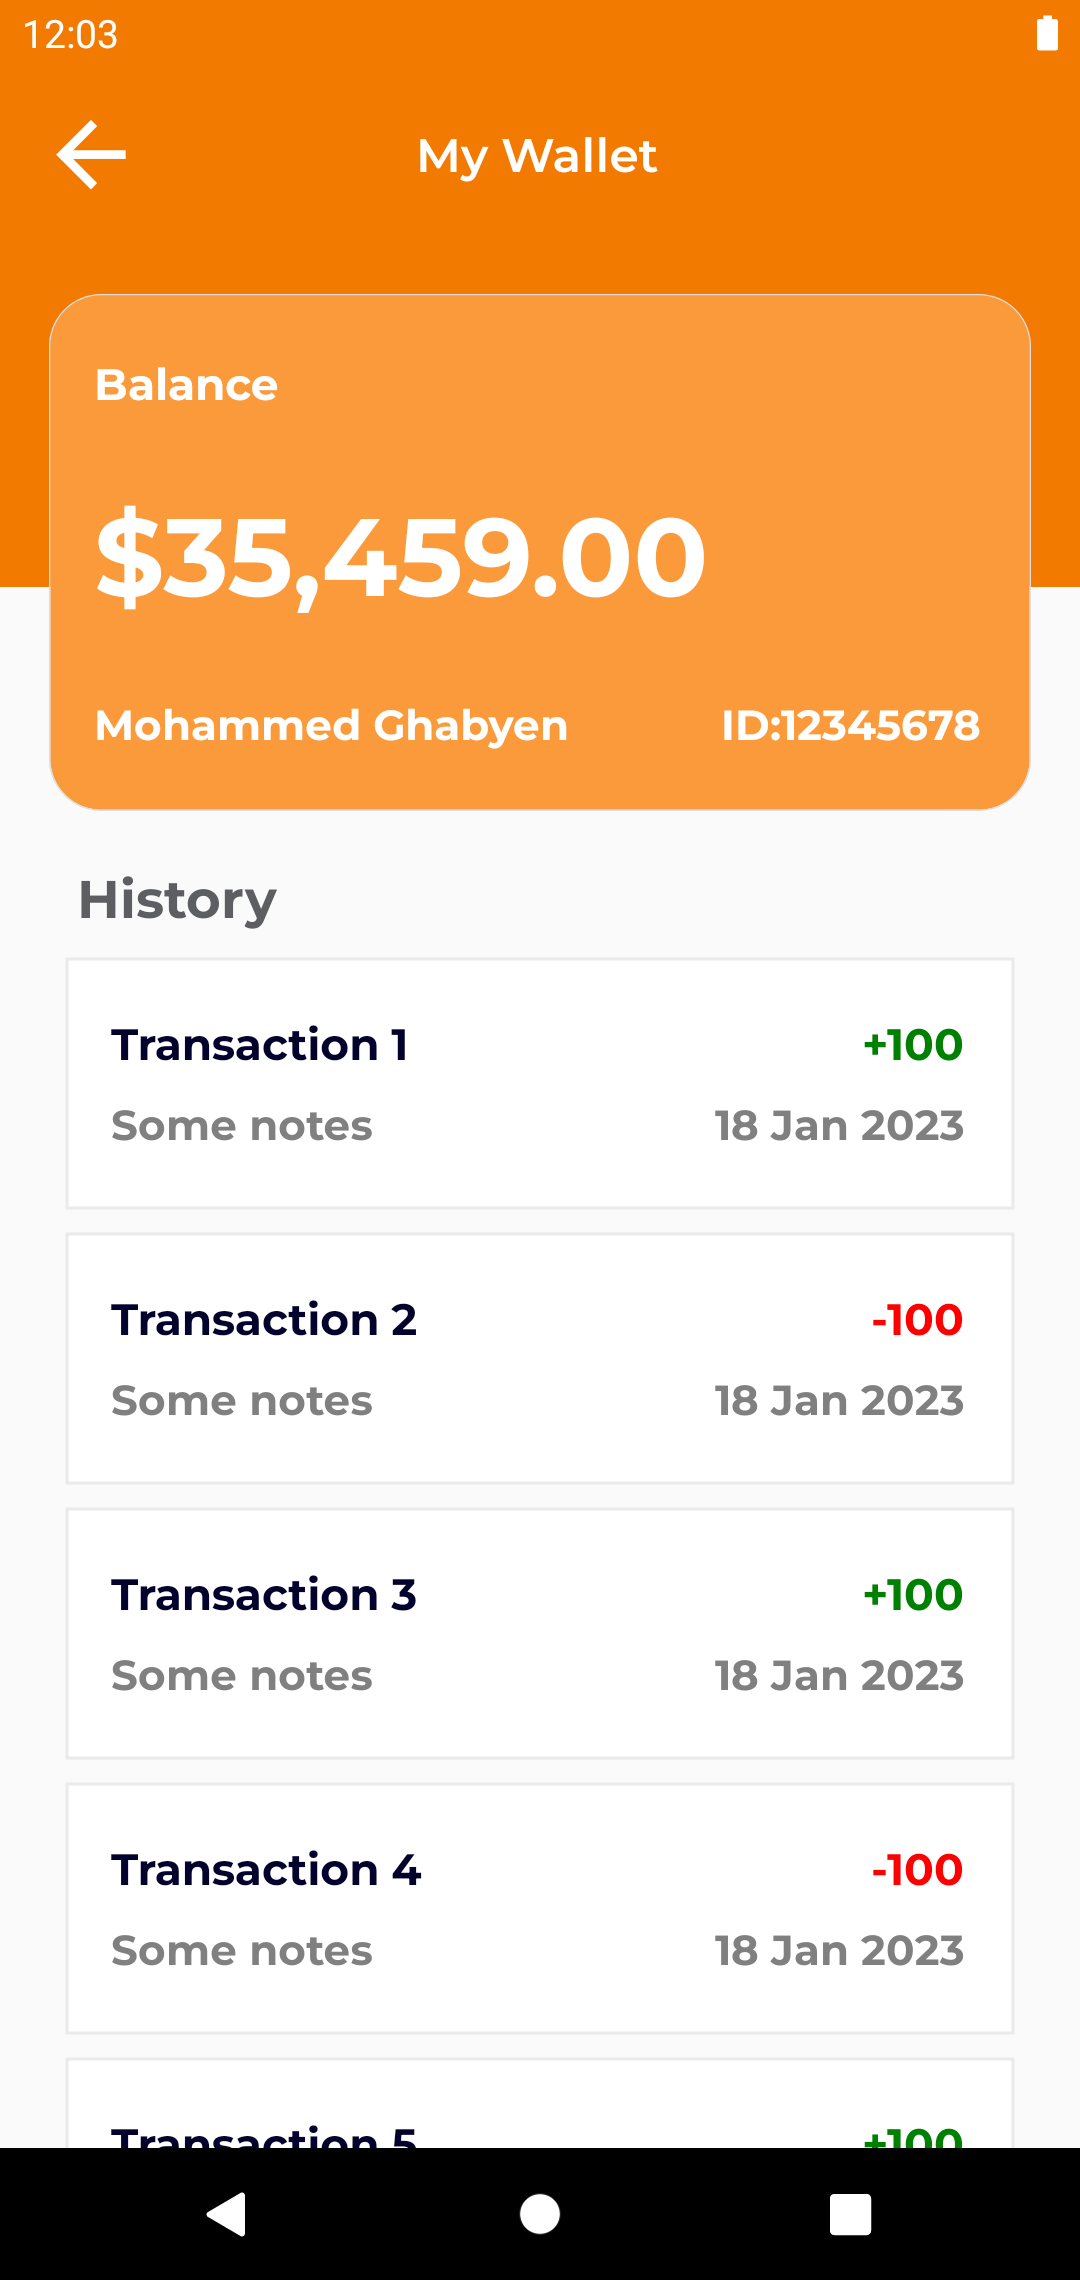 12:03
My Wallet
Balance
$35,459.00
Mohammed Ghabyen ID:12345678
History
Transaction 1 +100
Some notes 18 Jan 2023
Transaction 2 -100
Some notes 18 Jan 2023
Transaction 3 +100
Some notes 18 Jan 2023
Transaction 4 -100
Some notes 18 Jan 2023
Transaction 5 +100